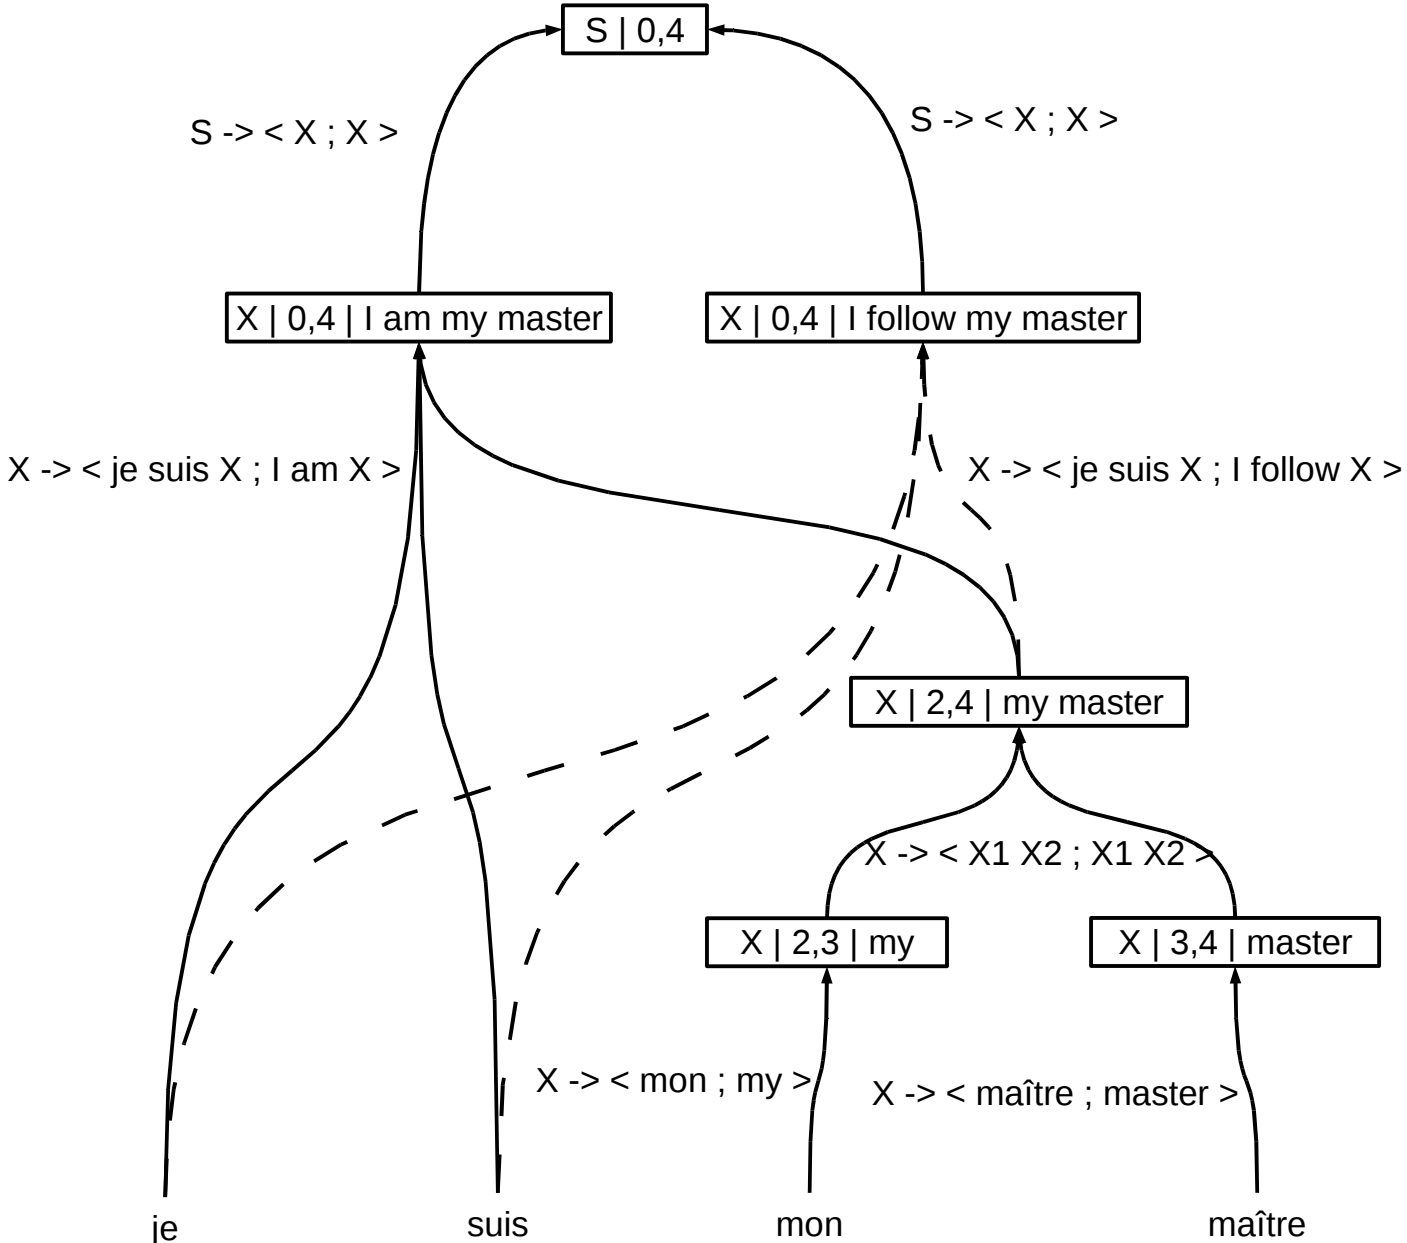 S | 0,4
S -> < X ; X >
S -> < X ; X >
X | 0,4 | I am my master
X | 0,4 | I follow my master
X -> < je suis X ; I am X >
X -> < je suis X ; I follow X >
X | 2,4 | my master
X -> < X1 X2 ; X1 X2 >
X | 2,3 | my
X | 3,4 | master
X -> < mon ; my >
X -> < maître ; master >
je
suis
mon
maître